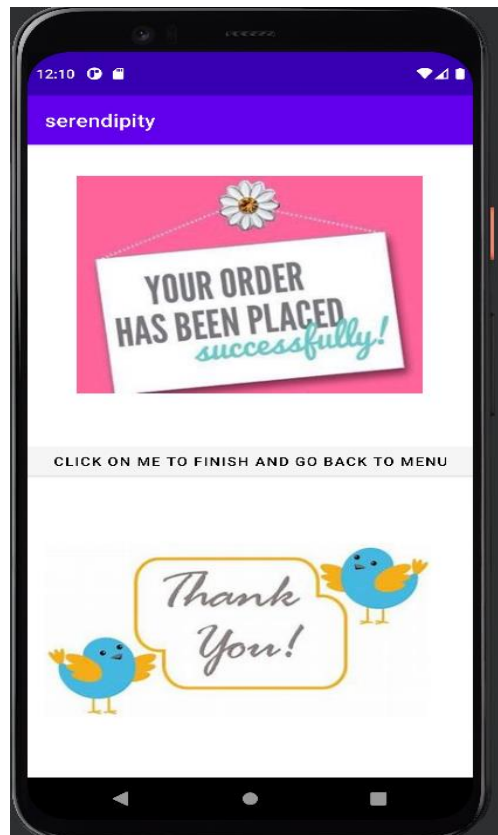 12:10
serendipity
YOUR ORDER
HAS BEEN PLACED
successfully!
CLICK ON ME TO FINISH AND GO BACK TO MENU
Thank
You!